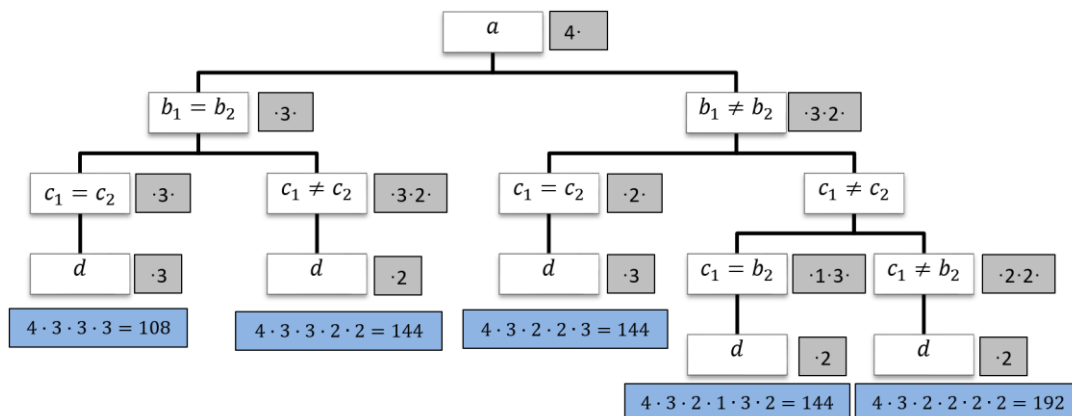 a 4·
b₁ = b₂ ·3· b₁ ≠ b₂ ·3·2·
c₁ = c₂ ·3· c₁ ≠ c₂ ·3·2· c₁ = c₂ ·2· c₁ ≠ c₂
d ·3 d ·2 d ·3 c₁ = b₂ ·1·3· c₁ ≠ b₂ ·2·2·
4 · 3 · 3 · 3 = 108 4 · 3 · 3 · 2 · 2 = 144 4 · 3 · 2 · 2 · 3 = 144
d ·2 d ·2
4 · 3 · 2 · 1 · 3 · 2 = 144 4 · 3 · 2 · 2 · 2 · 2 = 192